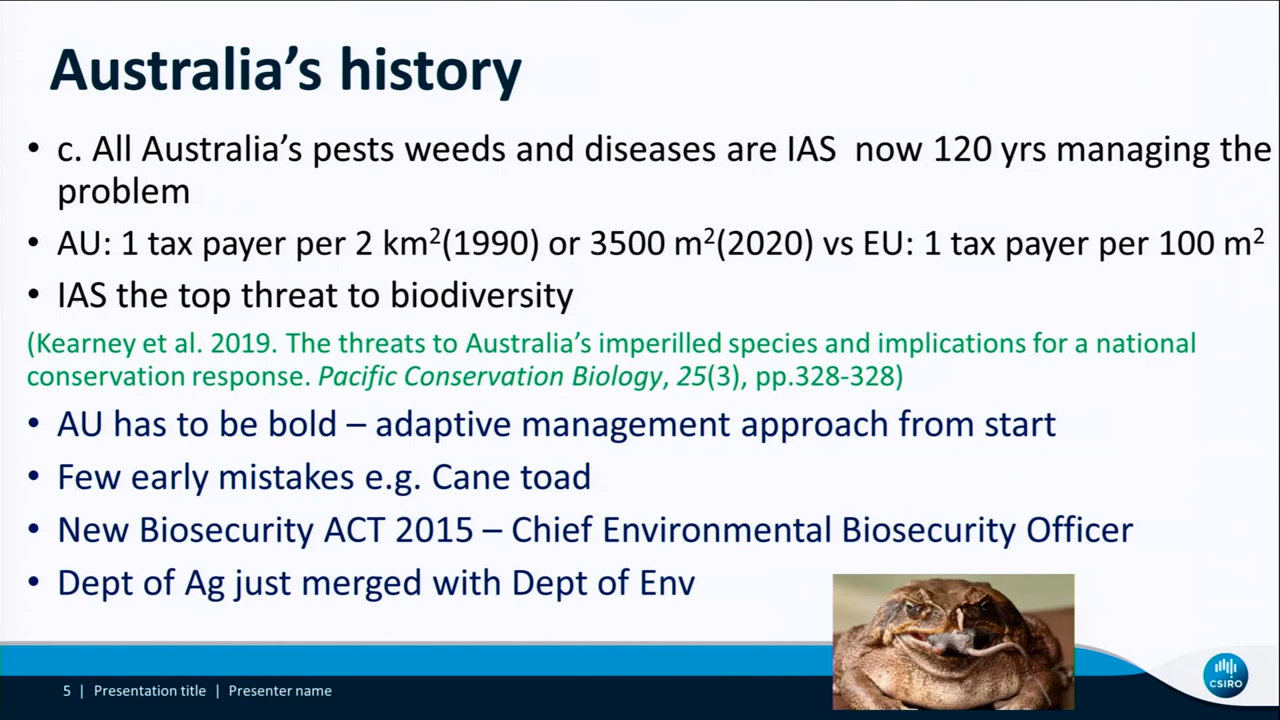 Australia’s history
• c. All Australia’s pests weeds and diseases are IAS  now 120 yrs managing the
problem
• AU: 1 tax payer per 2 km²(1990) or 3500 m²(2020) vs EU: 1 tax payer per 100 m²
• IAS the top threat to biodiversity
(Kearney et al. 2019. The threats to Australia’s imperilled species and implications for a national
conservation response. Pacific Conservation Biology, 25(3), pp.328-328)
• AU has to be bold – adaptive management approach from start
• Few early mistakes e.g. Cane toad
• New Biosecurity ACT 2015 – Chief Environmental Biosecurity Officer
• Dept of Ag just merged with Dept of Env
5 | Presentation title | Presenter name
CSIRO